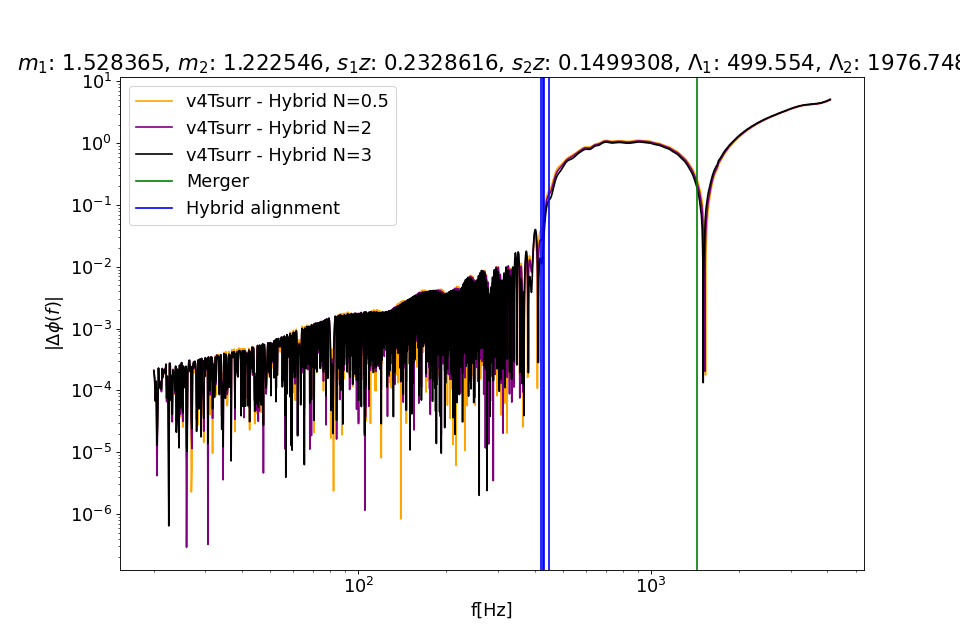 m₁: 1.528365, m₂: 1.222546, s₁z: 0.2328616, s₂z: 0.1499308, Λ₁: 499.554, Λ₂: 1976.748
v4Tsurr - Hybrid N=0.5
v4Tsurr - Hybrid N=2
v4Tsurr - Hybrid N=3
Merger
Hybrid alignment
10¹
10⁰
10⁻¹
10⁻²
10⁻³
10⁻⁴
10⁻⁵
10⁻⁶
|Δϕ(f)|
10² 10³
f[Hz]